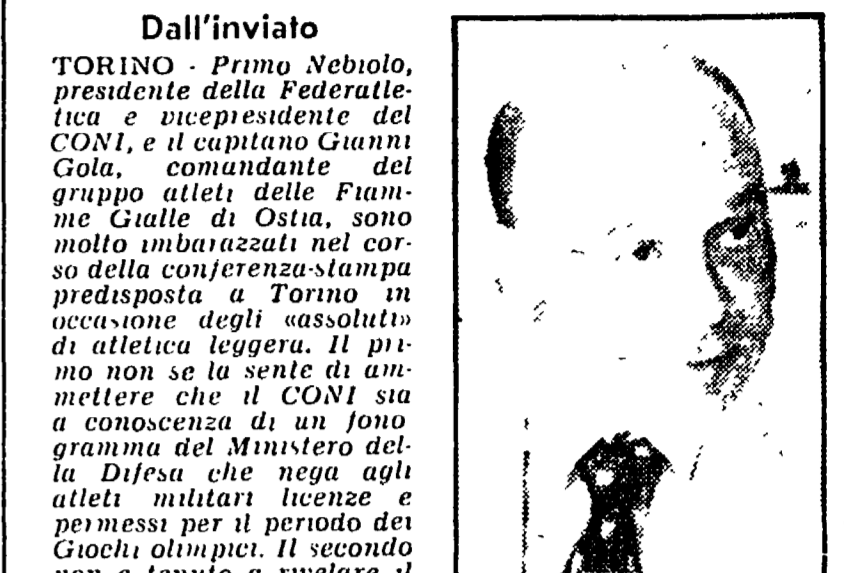 Dall'inviato
TORINO - Primo Nebiolo,
presidente della Federatle-
tica e vicepresidente del
CONI, e il capitano Gianni
Gola, comandante del
gruppo atleti delle Fiam-
me Gialle di Ostia, sono
molto imbarazzati nel cor-
so della conferenza-stampa
predisposta a Torino in
occasione degli «assoluti»
di atletica leggera. Il pri-
mo non se la sente di am-
mettere che il CONI sia
a conoscenza di un fono
gramma del Ministero del-
la Difesa che nega agli
atleti militari licenze e
permessi per il periodo dei
Giochi olimpici. Il secondo
non è tenuto a rivelare il